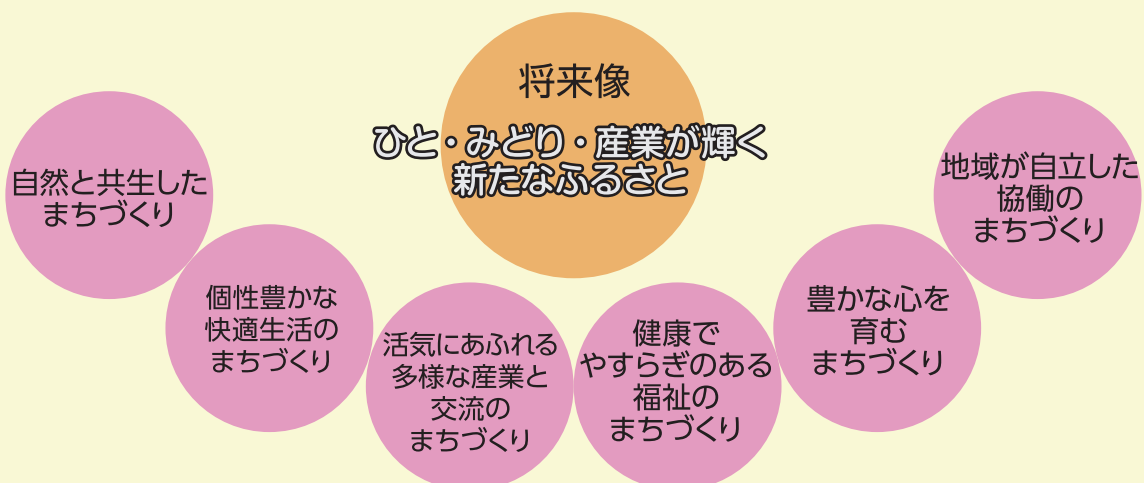 将来像
ひと・みどり・産業が輝く
新たなふるさと
自然と共生した
まちづくり
個性豊かな
快適生活の
まちづくり
活気にあふれる
多様な産業と
交流の
まちづくり
健康で
やすらぎのある
福祉の
まちづくり
豊かな心を
育む
まちづくり
地域が自立した
協働の
まちづくり